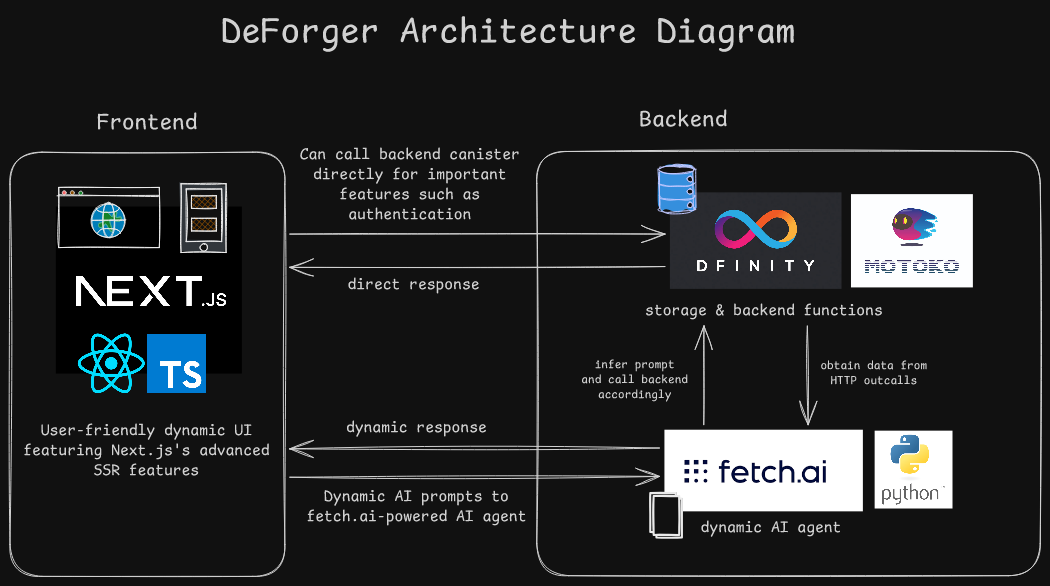 DeForger Architecture Diagram
Frontend
Backend
Can call backend canister
directly for important
features such as
authentication
direct response
NEXT.JS
TS
User-friendly dynamic UI
featuring Next.js's advanced
SSR features
DFINITY
MOTOKO
storage & backend functions
infer prompt
and call backend
accordingly
obtain data from
HTTP outcalls
dynamic response
Dynamic AI prompts to
fetch.ai-powered AI agent
fetch.ai
python
dynamic AI agent